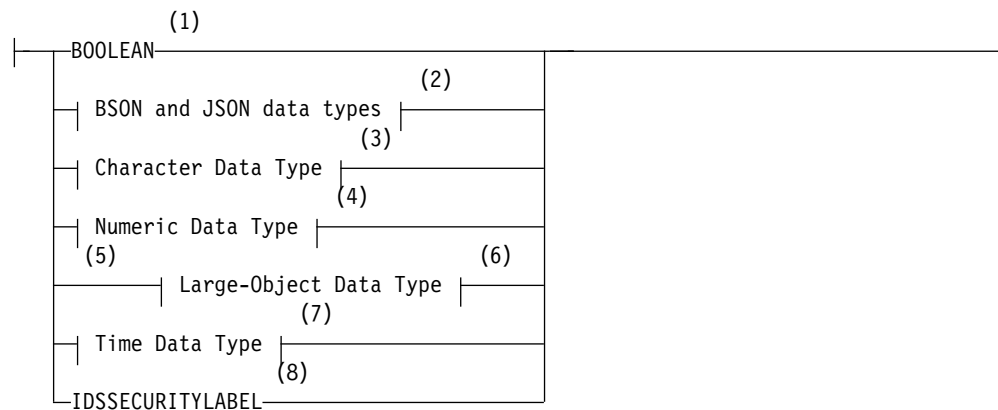 (1)
BOOLEAN
(2)
BSON and JSON data types
(3)
Character Data Type
(4)
Numeric Data Type
(5) (6)
Large-Object Data Type
(7)
Time Data Type
(8)
IDSSECURITYLABEL